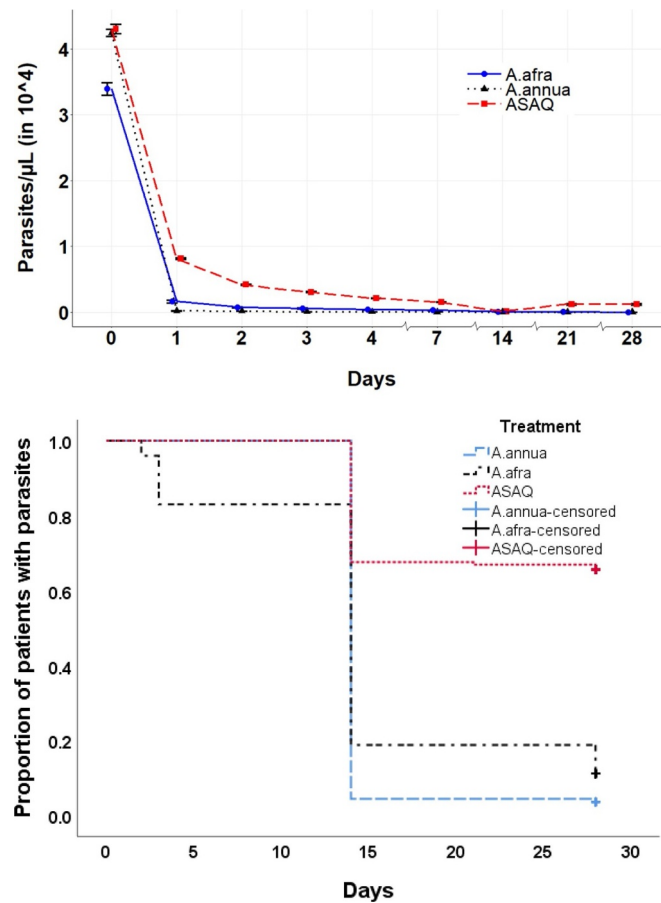 Parasites/µL (in 10^4)
4
3
2
1
0
A.afra
A.annua
ASAQ
0 1 2 3 4 7 14 21 28
Days
Proportion of patients with parasites
1.0
0.8
0.6
0.4
0.2
0.0
Treatment
A.annua
A.afra
ASAQ
A.annua-censored
A.afra-censored
ASAQ-censored
0 5 10 15 20 25 30
Days